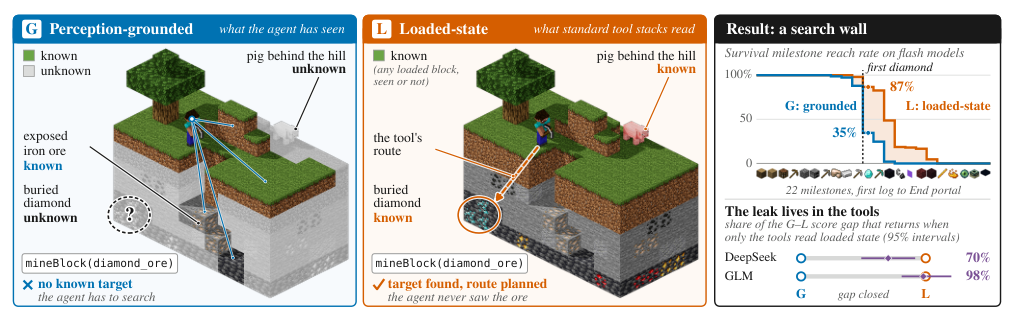 G Perception-grounded what the agent has seen
known
unknown
pig behind the hill
unknown
exposed
iron ore
known
buried
diamond
unknown
?
mineBlock(diamond_ore)
no known target
the agent has to search
L Loaded-state what standard tool stacks read
known
(any loaded block,
seen or not)
pig behind the hill
known
the tool's
route
buried
diamond
known
mineBlock(diamond_ore)
target found, route planned
the agent never saw the ore
Result: a search wall
Survival milestone reach rate on flash models
first diamond
100%
87%
G: grounded
L: loaded-state
50
35%
0
22 milestones, first log to End portal
The leak lives in the tools
share of the G–L score gap that returns when
only the tools read loaded state (95% intervals)
DeepSeek 70%
GLM 98%
G gap closed L